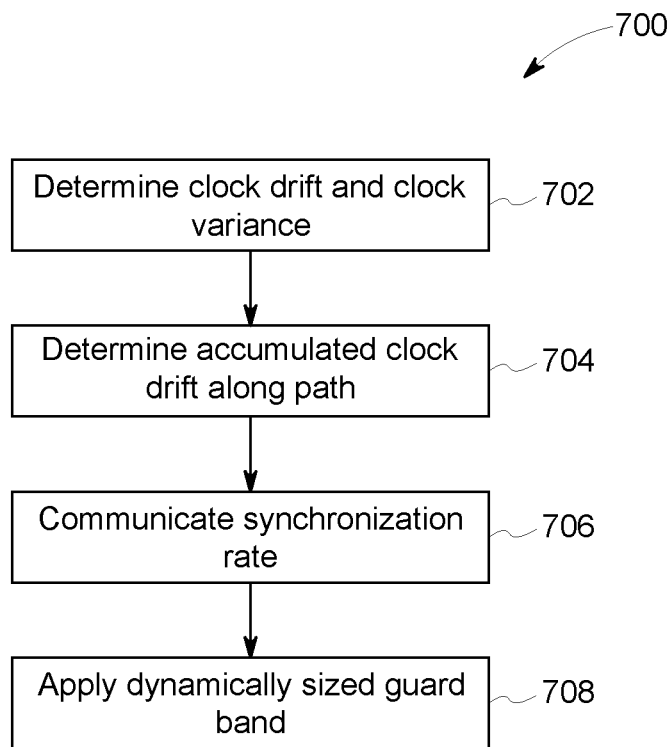 700
Determine clock drift and clock
variance
702
Determine accumulated clock
drift along path
704
Communicate synchronization
rate
706
Apply dynamically sized guard
band
708